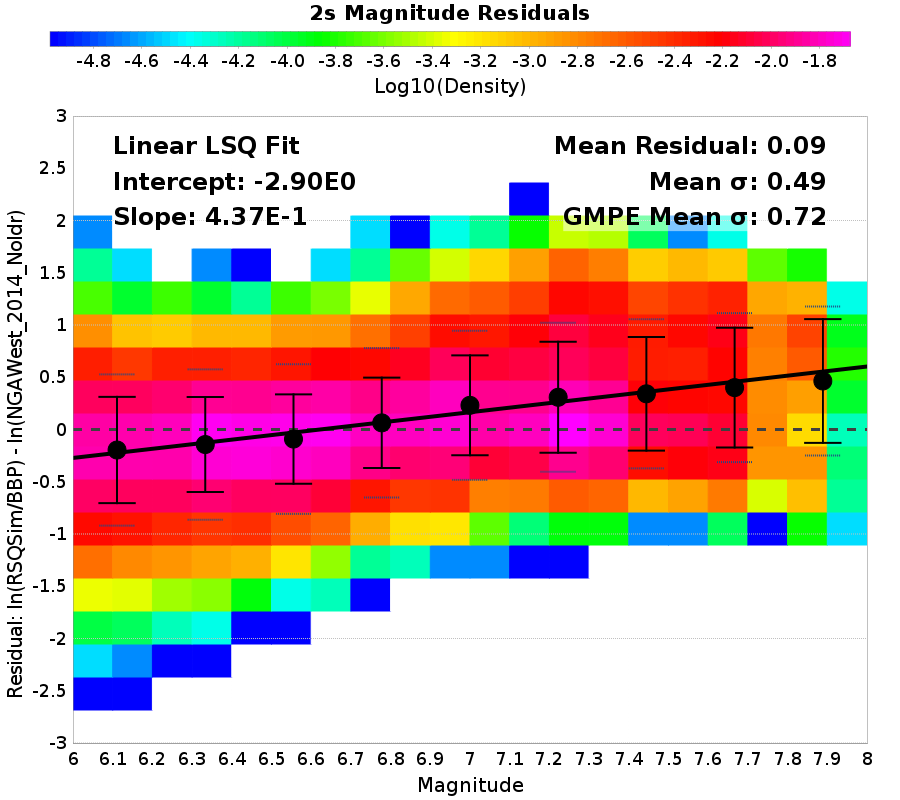 2s Magnitude Residuals
-4.8 -4.6 -4.4 -4.2 -4.0 -3.8 -3.6 -3.4 -3.2 -3.0 -2.8 -2.6 -2.4 -2.2 -2.0 -1.8
Log10(Density)
Linear LSQ Fit
Intercept: -2.90E0
Slope: 4.37E-1
Mean Residual: 0.09
Mean σ: 0.49
GMPE Mean σ: 0.72
Residual: ln(RSQSim/BBP) - ln(NGAWest_2014_NoIdr)
3
2.5
2
1.5
1
0.5
0
-0.5
-1
-1.5
-2
-2.5
-3
6 6.1 6.2 6.3 6.4 6.5 6.6 6.7 6.8 6.9 7 7.1 7.2 7.3 7.4 7.5 7.6 7.7 7.8 7.9 8
Magnitude